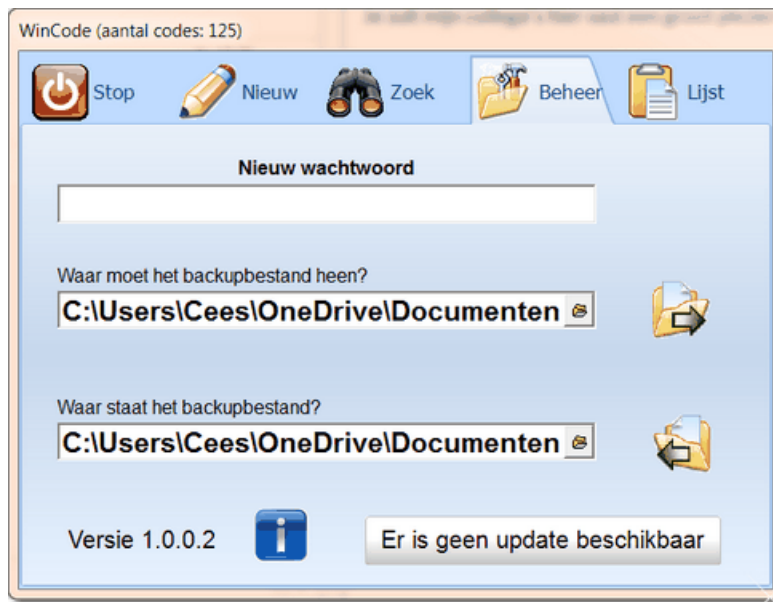 WinCode (aantal codes: 125)
Stop
Nieuw
Zoek
Beheer
Lijst
Nieuw wachtwoord
Waar moet het backupbestand heen?
C:\Users\Cees\OneDrive\Documenten
Waar staat het backupbestand?
C:\Users\Cees\OneDrive\Documenten
Versie 1.0.0.2
Er is geen update beschikbaar